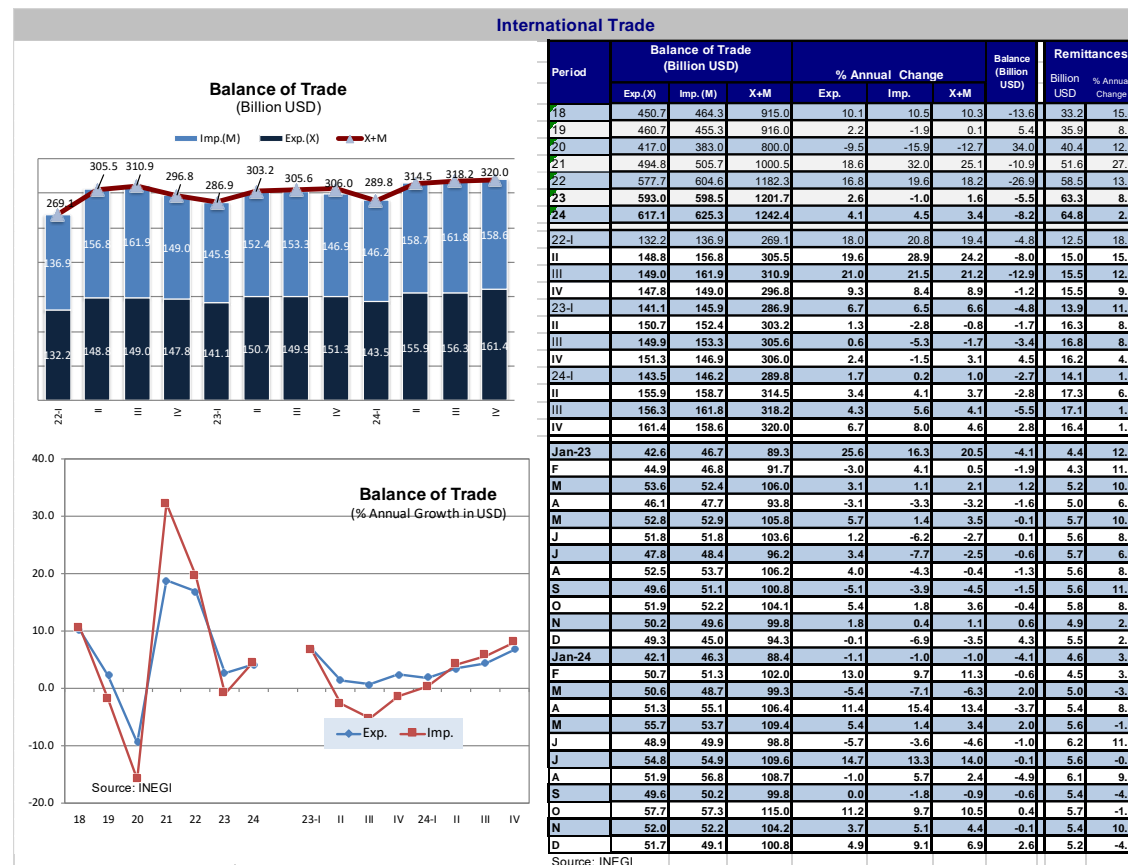 International Trade
Balance of Trade
(Billion USD)
Imp.(M) Exp.(X) X+M
305.5 310.9 296.8 286.9 303.2 305.6 306.0 289.8 314.5 318.2 320.0
269.1
136.9 156.8 161.9 149.0 145.9 152.4 153.3 146.9 146.2 158.7 161.8 158.6
132.2 148.8 149.0 147.8 141.1 150.7 149.9 151.3 143.5 155.9 156.3 161.4
22-I II III IV 23-I II III IV 24-I II III IV
Balance of Trade
(% Annual Growth in USD)
40.0
30.0
20.0
10.0
0.0
-10.0
-20.0
Exp. Imp.
Source: INEGI
18 19 20 21 22 23 24 23-I II III IV 24-I II III IV
Period Balance of Trade (Billion USD) % Annual Change Balance (Billion USD) Remittances
Exp.(X) Imp. (M) X+M Exp. Imp. X+M Billion USD % Annual Change
18 450.7 464.3 915.0 10.1 10.5 10.3 -13.6 33.2 15.
19 460.7 455.3 916.0 2.2 -1.9 0.1 5.4 35.9 8.
20 417.0 383.0 800.0 -9.5 -15.9 -12.7 34.0 40.4 12.
21 494.8 505.7 1000.5 18.6 32.0 25.1 -10.9 51.6 27.
22 577.7 604.6 1182.3 16.8 19.6 18.2 -26.9 58.5 13.
23 593.0 598.5 1201.7 2.6 -1.0 1.6 -5.5 63.3 8.
24 617.1 625.3 1242.4 4.1 4.5 3.4 -8.2 64.8 2.
22-I 132.2 136.9 269.1 18.0 20.8 19.4 -4.8 12.5 18.
II 148.8 156.8 305.5 19.6 28.9 24.2 -8.0 15.0 15.
III 149.0 161.9 310.9 21.0 21.5 21.2 -12.9 15.5 12.
IV 147.8 149.0 296.8 9.3 8.4 8.9 -1.2 15.5 9.
23-I 141.1 145.9 286.9 6.7 6.5 6.6 -4.8 13.9 11.
II 150.7 152.4 303.2 1.3 -2.8 -0.8 -1.7 16.3 8.
III 149.9 153.3 305.6 0.6 -5.3 -1.7 -3.4 16.8 8.
IV 151.3 146.9 306.0 2.4 -1.5 3.1 4.5 16.2 4.
24-I 143.5 146.2 289.8 1.7 0.2 1.0 -2.7 14.1 1.
II 155.9 158.7 314.5 3.4 4.1 3.7 -2.8 17.3 6.
III 156.3 161.8 318.2 4.3 5.6 4.1 -5.5 17.1 1.
IV 161.4 158.6 320.0 6.7 8.0 4.6 2.8 16.4 1.
Jan-23 42.6 46.7 89.3 25.6 16.3 20.5 -4.1 4.4 12.
F 44.9 46.8 91.7 -3.0 4.1 0.5 -1.9 4.3 11.
M 53.6 52.4 106.0 3.1 1.1 2.1 1.2 5.2 10.
A 46.1 47.7 93.8 -3.1 -3.3 -3.2 -1.6 5.0 6.
M 52.8 52.9 105.8 5.7 1.4 3.5 -0.1 5.7 10.
J 51.8 51.8 103.6 1.2 -6.2 -2.7 0.1 5.6 8.
J 47.8 48.4 96.2 3.4 -7.7 -2.5 -0.6 5.7 6.
A 52.5 53.7 106.2 4.0 -4.3 -0.4 -1.3 5.6 8.
S 49.6 51.1 100.8 -5.1 -3.9 -4.5 -1.5 5.6 11.
O 51.9 52.2 104.1 5.4 1.8 3.6 -0.4 5.8 8.
N 50.2 49.6 99.8 1.8 0.4 1.1 0.6 4.9 2.
D 49.3 45.0 94.3 -0.1 -6.9 -3.5 4.3 5.5 2.
Jan-24 42.1 46.3 88.4 -1.1 -1.0 -1.0 -4.1 4.6 3.
F 50.7 51.3 102.0 13.0 9.7 11.3 -0.6 4.5 3.
M 50.6 48.7 99.3 -5.4 -7.1 -6.3 2.0 5.0 -3.
A 51.3 55.1 106.4 11.4 15.4 13.4 -3.7 5.4 8.
M 55.7 53.7 109.4 5.4 1.4 3.4 2.0 5.6 -1.
J 48.9 49.9 98.8 -5.7 -3.6 -4.6 -1.0 6.2 11.
J 54.8 54.9 109.6 14.7 13.3 14.0 -0.1 5.6 -0.
A 51.9 56.8 108.7 -1.0 5.7 2.4 -4.9 6.1 9.
S 49.6 50.2 99.8 0.0 -1.8 -0.9 -0.6 5.4 -4.
O 57.7 57.3 115.0 11.2 9.7 10.5 0.4 5.7 -1.
N 52.0 52.2 104.2 3.7 5.1 4.4 -0.1 5.4 10.
D 51.7 49.1 100.8 4.9 9.1 6.9 2.6 5.2 -4.
Source: INEGI